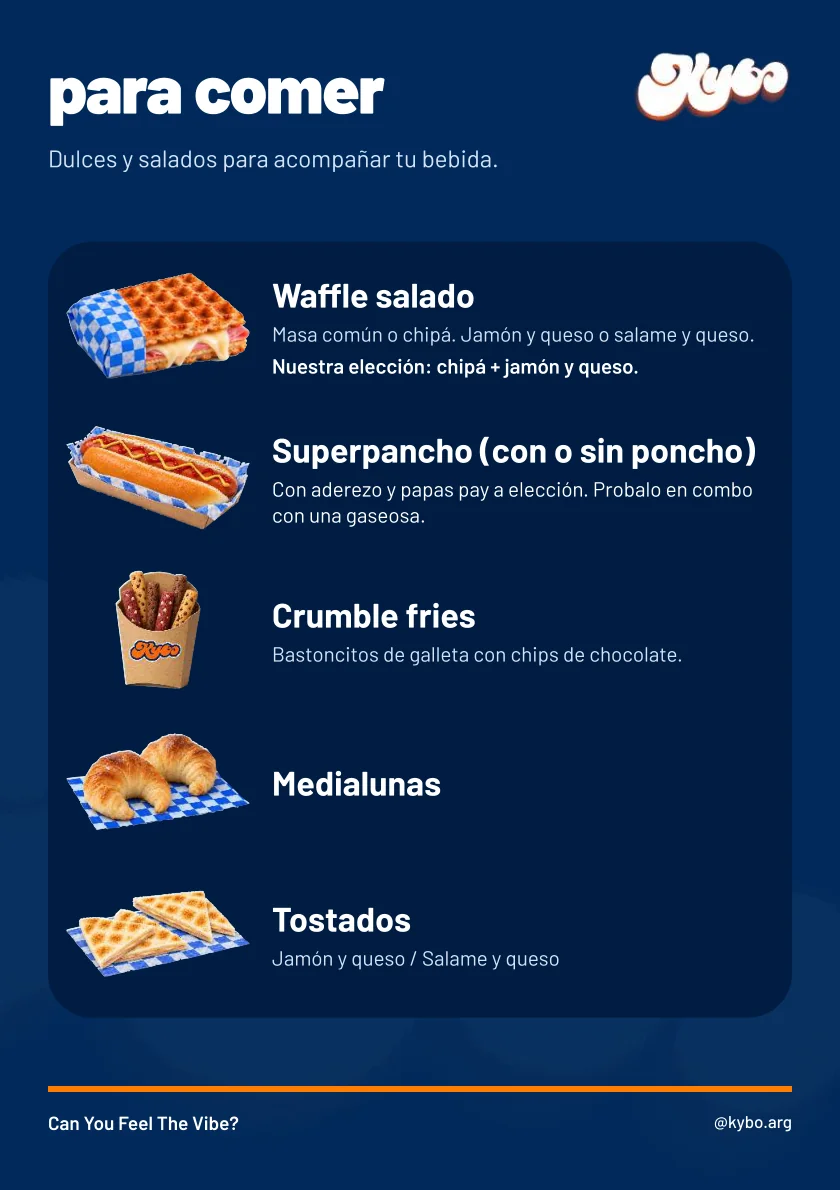 para comer
Kybo
Dulces y salados para acompañar tu bebida.
Waffle salado
Masa común o chipá. Jamón y queso o salame y queso.
Nuestra elección: chipá + jamón y queso.
Superpancho (con o sin poncho)
Con aderezo y papas pay a elección. Probalo en combo
con una gaseosa.
Kybo
Crumble fries
Bastoncitos de galleta con chips de chocolate.
Medialunas
Tostados
Jamón y queso / Salame y queso
Can You Feel The Vibe?
@kybo.arg